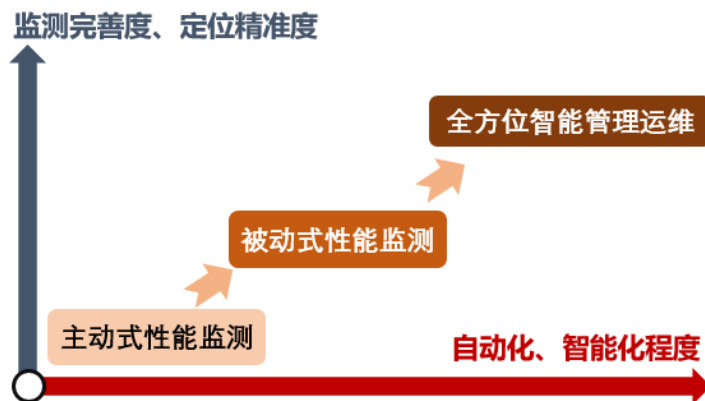 监测完善度、定位精准度
全方位智能管理运维
被动式性能监测
主动式性能监测
自动化、智能化程度